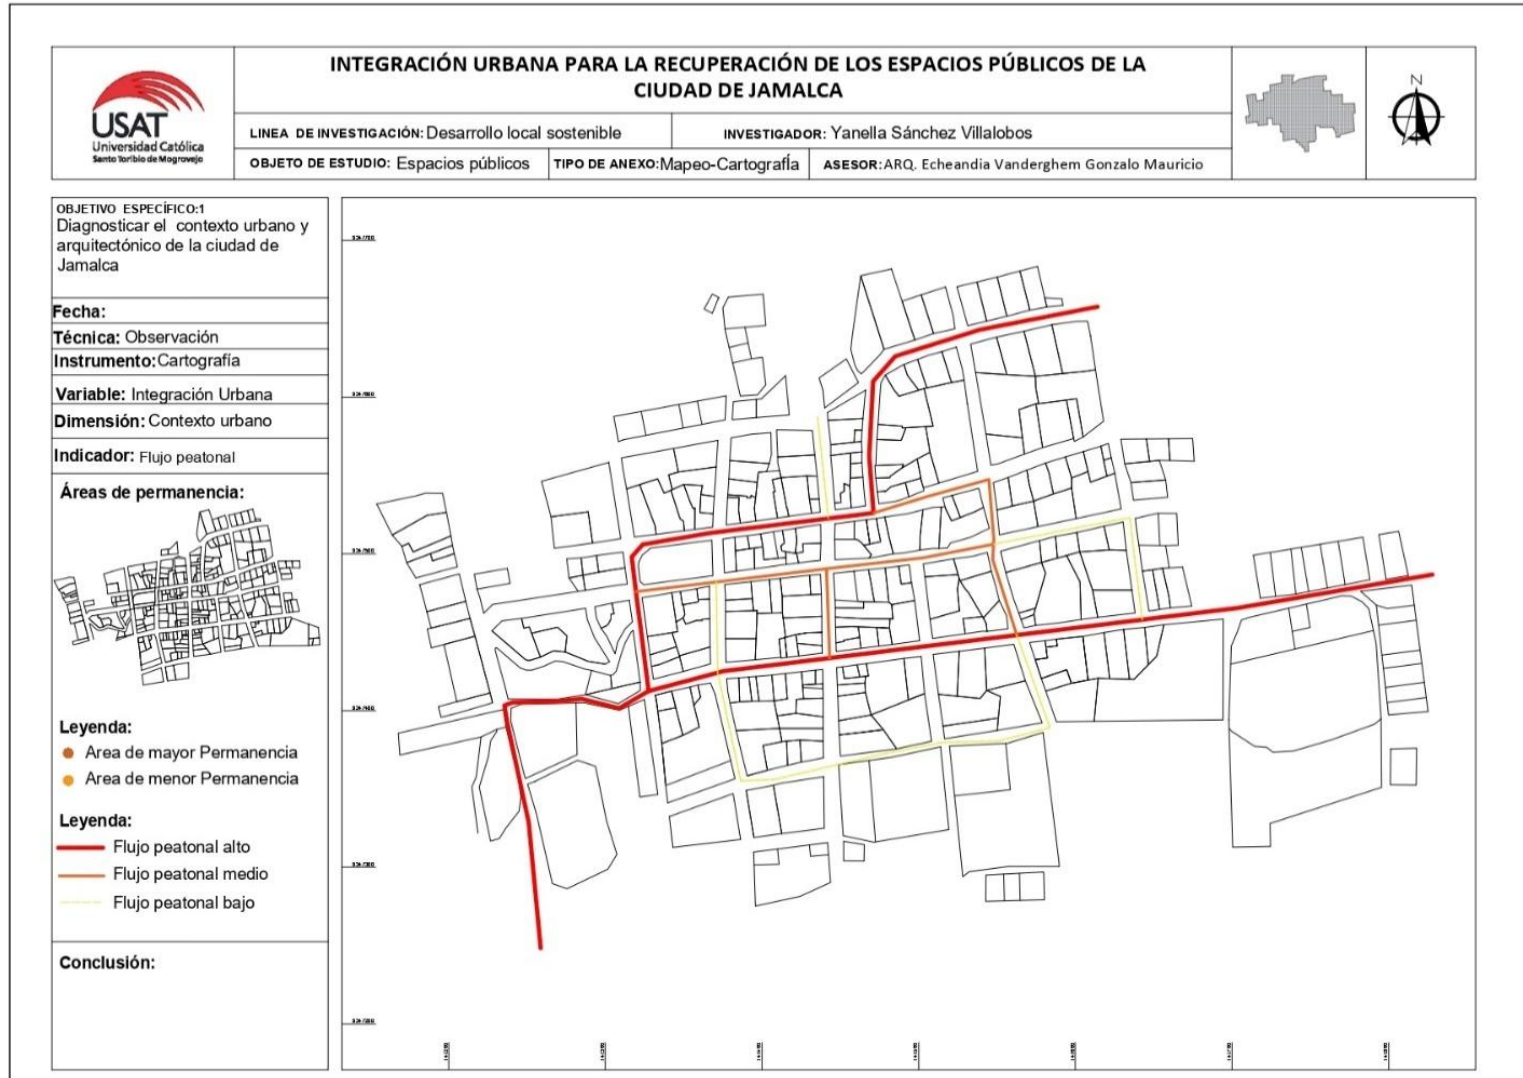 USAT
Universidad Católica
Santo Toribio de Mogrovejo
INTEGRACIÓN URBANA PARA LA RECUPERACIÓN DE LOS ESPACIOS PÚBLICOS DE LA
CIUDAD DE JAMALCA
LINEA DE INVESTIGACIÓN: Desarrollo local sostenible
INVESTIGADOR: Yanella Sánchez Villalobos
OBJETO DE ESTUDIO: Espacios públicos
TIPO DE ANEXO:Mapeo-Cartografía
ASESOR:ARQ. Echeandia Vanderghem Gonzalo Mauricio
N
OBJETIVO ESPECÍFICO:1
Diagnosticar el contexto urbano y
arquitectónico de la ciudad de
Jamalca
Fecha:
Técnica: Observación
Instrumento:Cartografía
Variable: Integración Urbana
Dimensión: Contexto urbano
Indicador: Flujo peatonal
Áreas de permanencia:
Leyenda:
Area de mayor Permanencia
Area de menor Permanencia
Leyenda:
Flujo peatonal alto
Flujo peatonal medio
Flujo peatonal bajo
Conclusión: